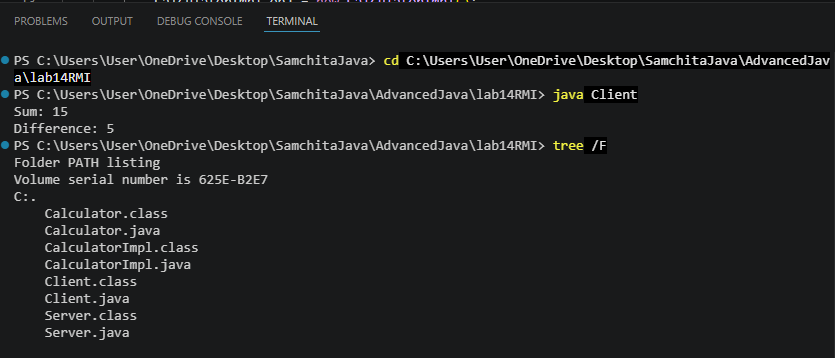 PROBLEMS OUTPUT DEBUG CONSOLE TERMINAL
PS C:\Users\User\OneDrive\Desktop\SamchitaJava> cd C:\Users\User\OneDrive\Desktop\SamchitaJava\AdvancedJav
a\lab14RMI
PS C:\Users\User\OneDrive\Desktop\SamchitaJava\AdvancedJava\lab14RMI> java Client
Sum: 15
Difference: 5
PS C:\Users\User\OneDrive\Desktop\SamchitaJava\AdvancedJava\lab14RMI> tree /F
Folder PATH listing
Volume serial number is 625E-B2E7
C:.
Calculator.class
Calculator.java
CalculatorImpl.class
CalculatorImpl.java
Client.class
Client.java
Server.class
Server.java